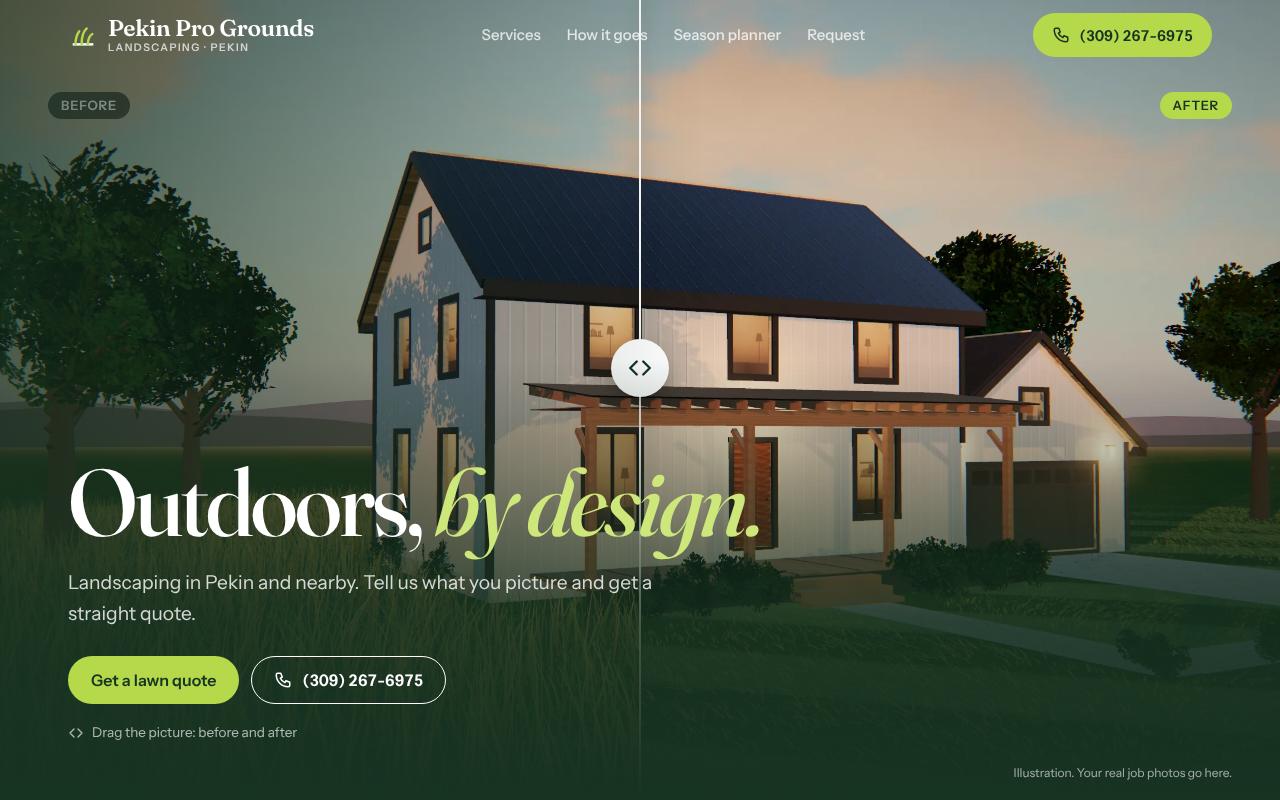 Pekin Pro Grounds
LANDSCAPING · PEKIN
Services
How it goes
Season planner
Request
(309) 267-6975
BEFORE
AFTER
Outdoors, by design.
Landscaping in Pekin and nearby. Tell us what you picture and get a
straight quote.
Get a lawn quote
(309) 267-6975
Drag the picture: before and after
Illustration. Your real job photos go here.